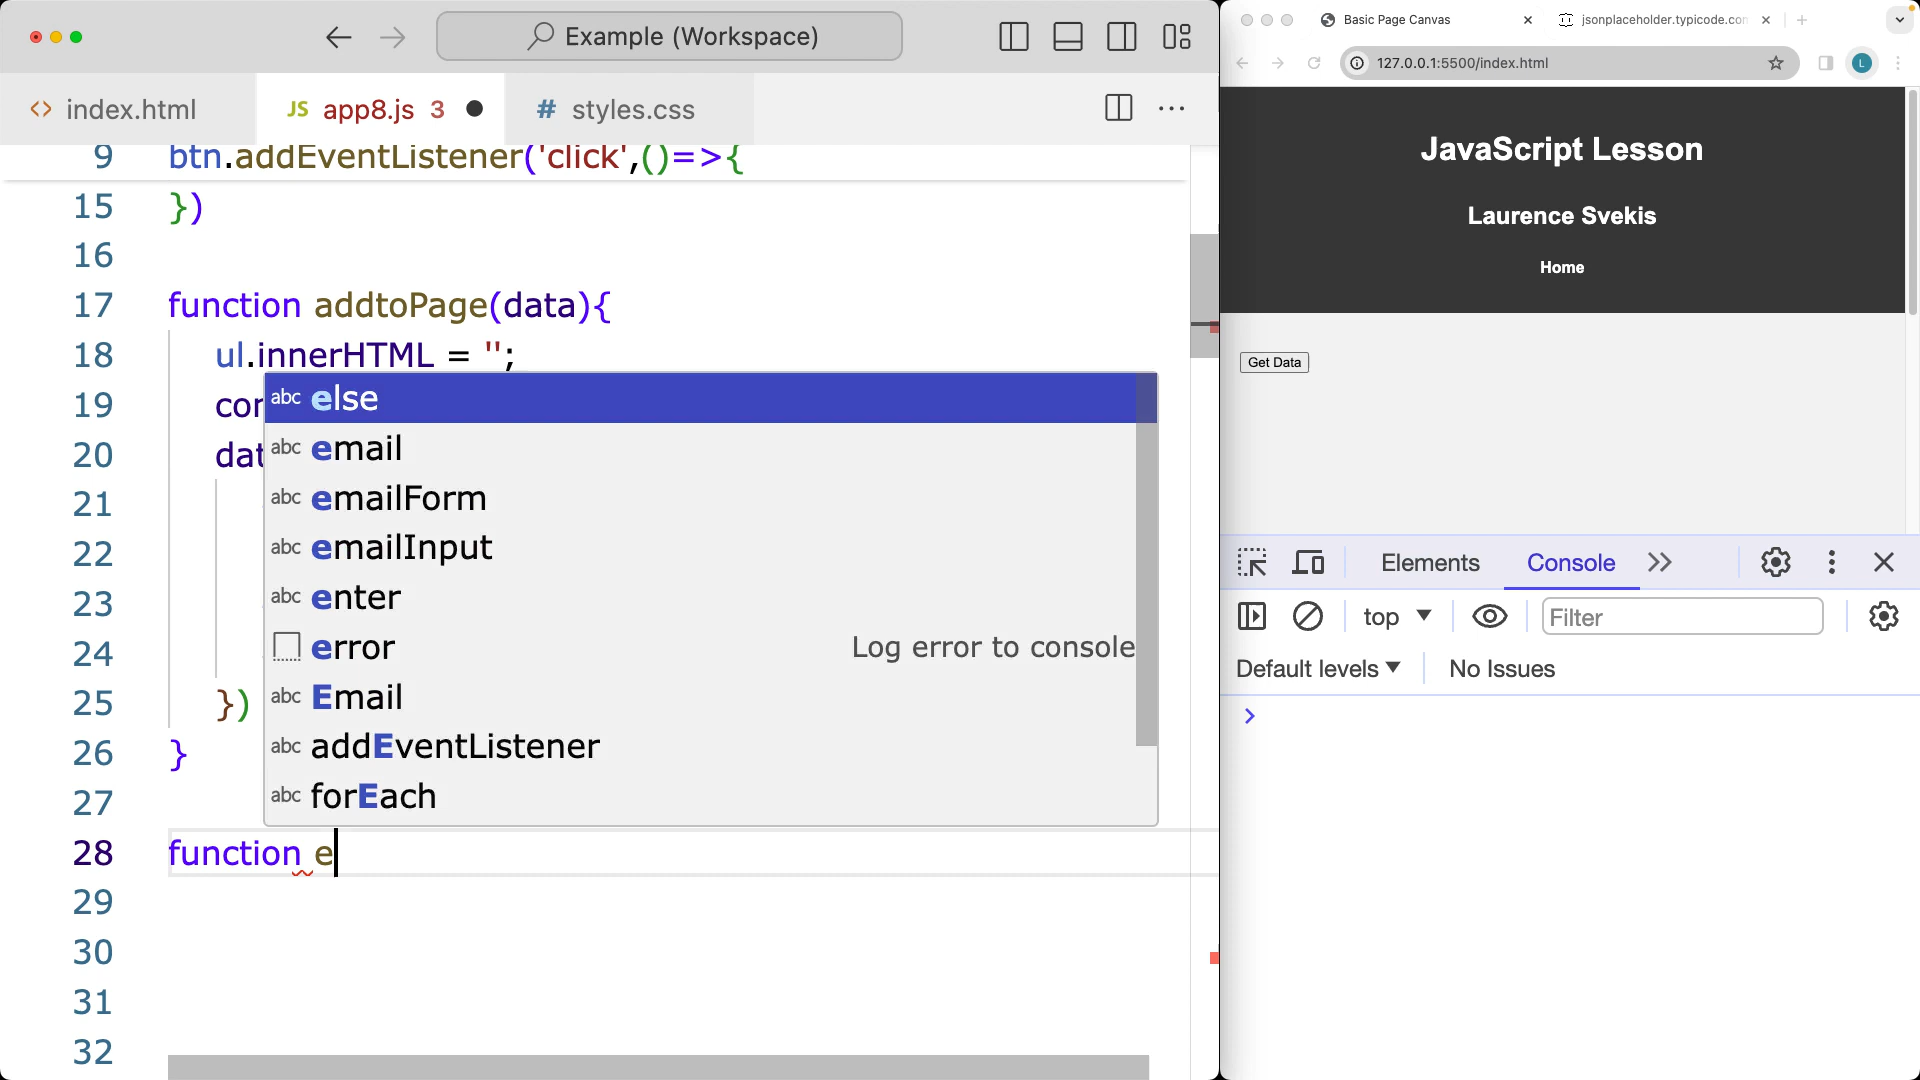 Example (Workspace)
<> index.html
JS app8.js 3
# styles.css
9 btn.addEventListener('click',()=>{
15 })
16
17 function addtoPage(data){
18 ul.innerHTML = '';
19 con
20 dat
21
22
23
24
25 })
26 }
27
28 function e
29
30
31
32
abc else
abc email
abc emailForm
abc emailInput
abc enter
error Log error to console
abc Email
abc addEventListener
abc forEach
Basic Page Canvas
jsonplaceholder.typicode.con
127.0.0.1:5500/index.html
L
JavaScript Lesson
Laurence Svekis
Home
Get Data
Elements
Console
top
Filter
Default levels
No Issues